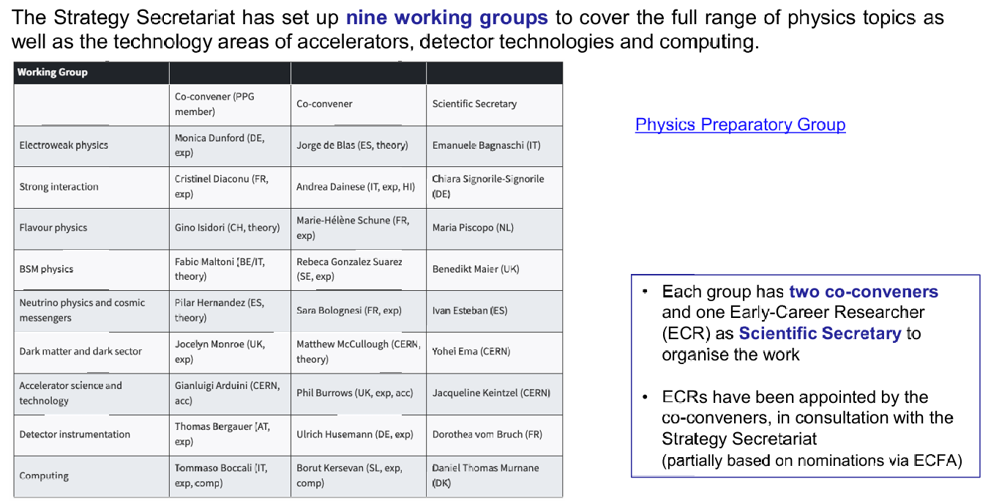 The Strategy Secretariat has set up nine working groups to cover the full range of physics topics as
well as the technology areas of accelerators, detector technologies and computing.
Working Group
Co-convener (PPG
member)
Co-convener
Scientific Secretary
Electroweak physics
Monica Dunford (DE,
exp)
Jorge de Blas (ES, theory)
Emanuele Bagnaschi (IT)
Strong interaction
Cristinel Diaconu (FR,
exp)
Andrea Dainese (IT, exp, HI)
Chiara Signorile-Signorile
(DE)
Flavour physics
Gino Isidori (CH, theory)
Marie-Hélène Schune (FR,
exp)
Maria Piscopo (NL)
BSM physics
Fabio Maltoni (BE/IT,
theory)
Rebeca Gonzalez Suarez
(SE, exp)
Benedikt Maier (UK)
Neutrino physics and cosmic
messengers
Pilar Hernandez (ES,
theory)
Sara Bolognesi (FR, exp)
Ivan Esteban (ES)
Dark matter and dark sector
Jocelyn Monroe (UK,
exp)
Matthew McCullough (CERN,
theory)
Yohei Ema (CERN)
Accelerator science and
technology
Gianluigi Arduini (CERN,
acc)
Phil Burrows (UK, exp, acc)
Jacqueline Keintzel (CERN)
Detector instrumentation
Thomas Bergauer (AT,
exp)
Ulrich Husemann (DE, exp)
Dorothea vom Bruch (FR)
Computing
Tommaso Boccali (IT,
exp, comp)
Borut Kersevan (SL, exp,
comp)
Daniel Thomas Murnane
(DK)
Physics Preparatory Group
• Each group has two co-conveners
and one Early-Career Researcher
(ECR) as Scientific Secretary to
organise the work
• ECRs have been appointed by the
co-conveners, in consultation with the
Strategy Secretariat
(partially based on nominations via ECFA)